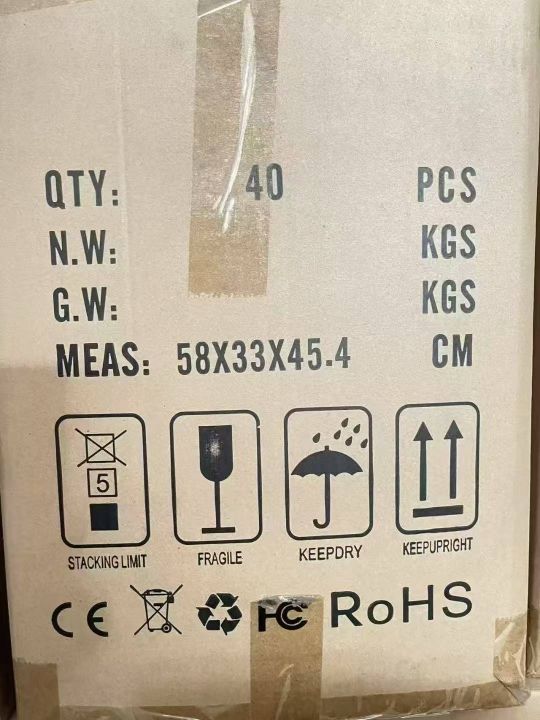 QTY: 40 PCS
N.W: KGS
G.W: KGS
MEAS: 58X33X45.4 CM
5
STACKING LIMIT FRAGILE KEEPDRY KEEPUPRIGHT
CE FC RoHS